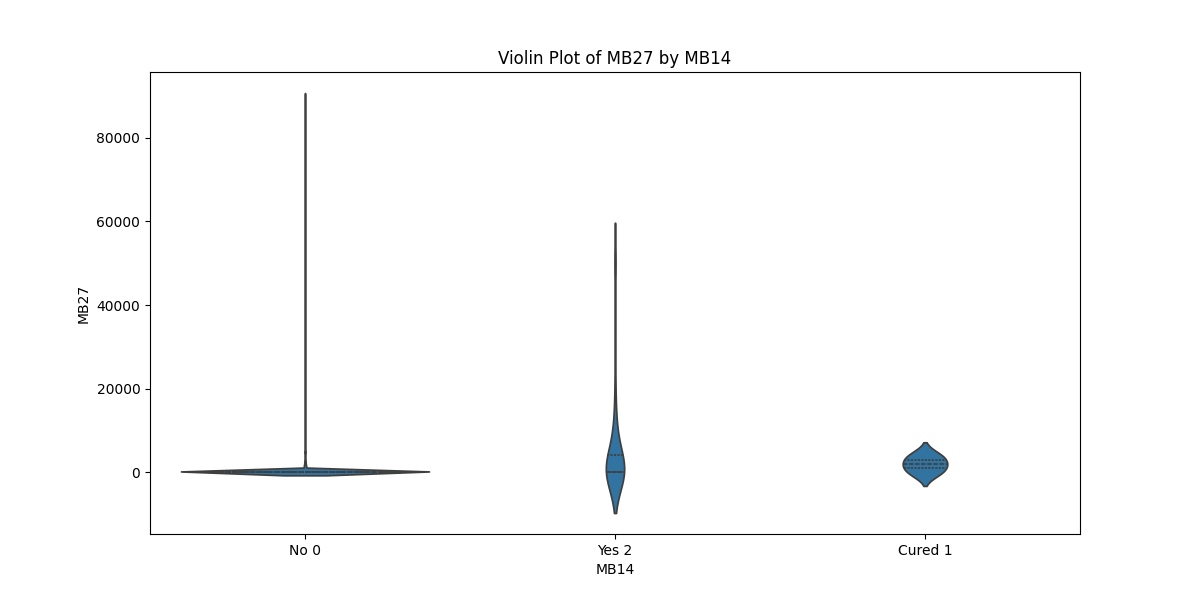 Violin Plot of MB27 by MB14
80000
60000
40000
20000
0
MB27
No 0
Yes 2
Cured 1
MB14